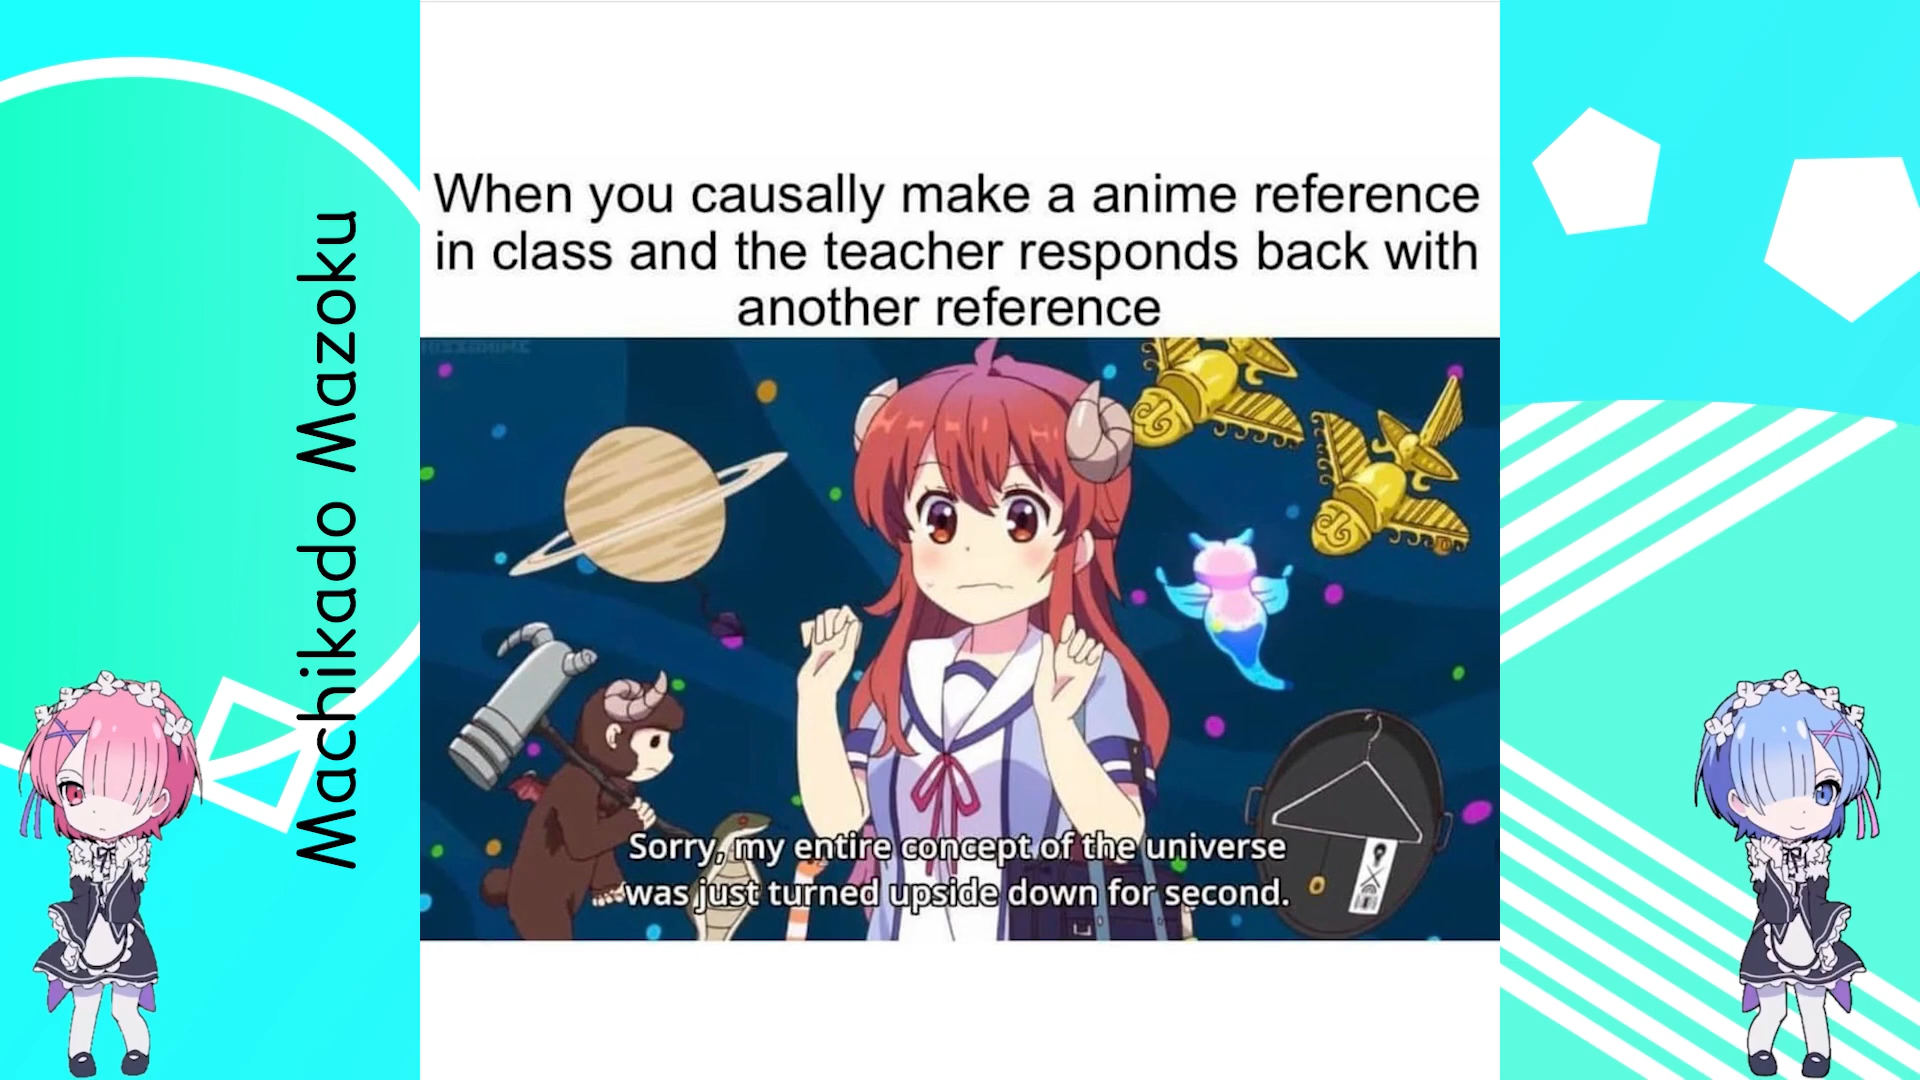 Machikado Mazoku
When you causally make a anime reference
in class and the teacher responds back with
another reference
Sorry, my entire concept of the universe
was just turned upside down for second.